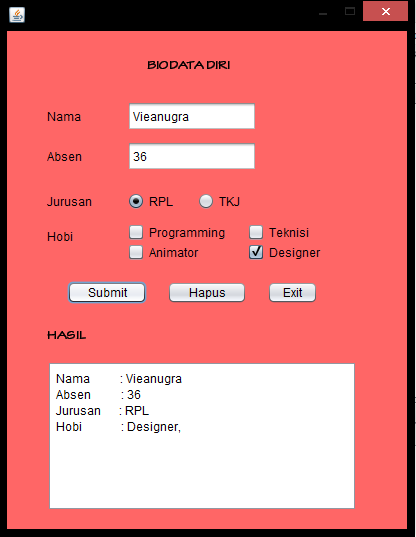 BIODATA DIRI
Nama Vieanugra
Absen 36
Jurusan RPL TKJ
Hobi Programming Teknisi
Animator Designer
Submit Hapus Exit
HASIL
Nama : Vieanugra
Absen : 36
Jurusan : RPL
Hobi : Designer,